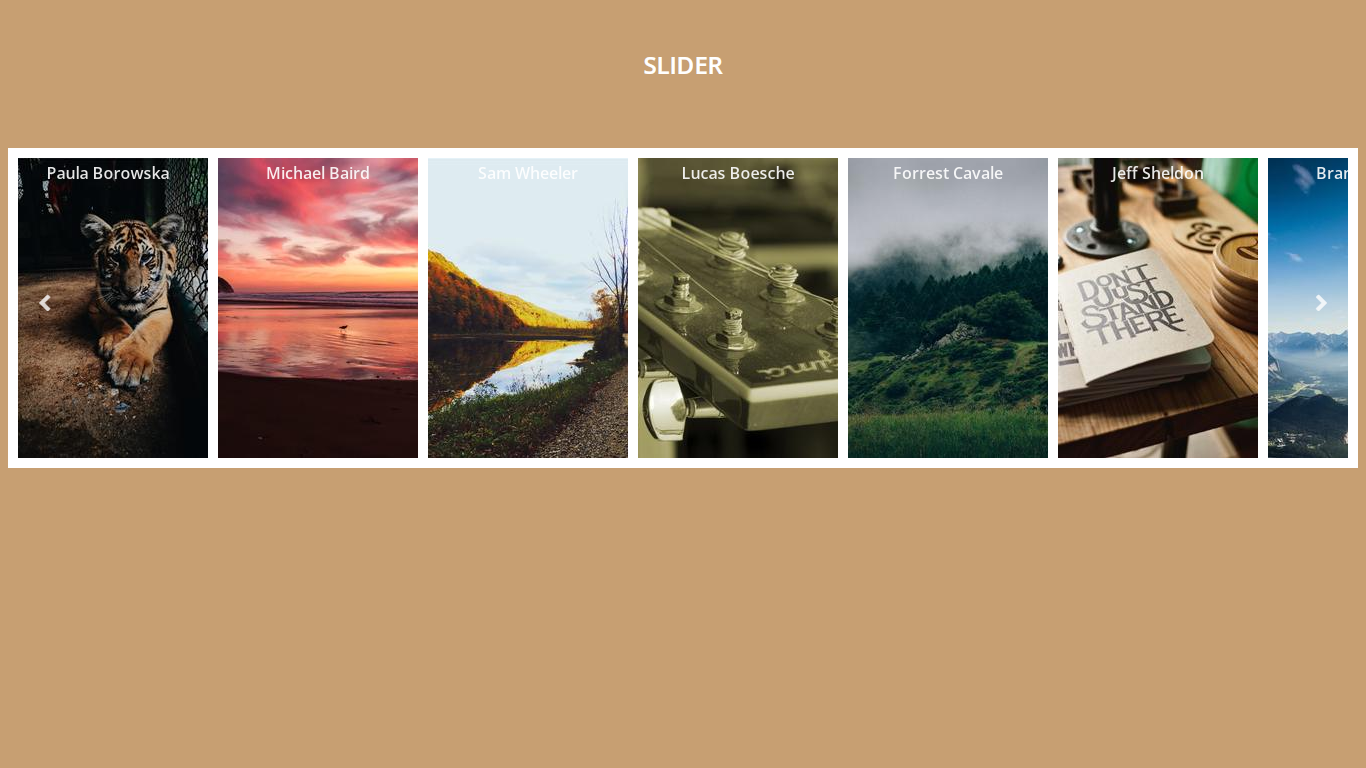 SLIDER
Paula Borowska
Michael Baird
Sam Wheeler
Lucas Boesche
Forrest Cavale
Jeff Sheldon
DON'T
JUST
STAND
THERE